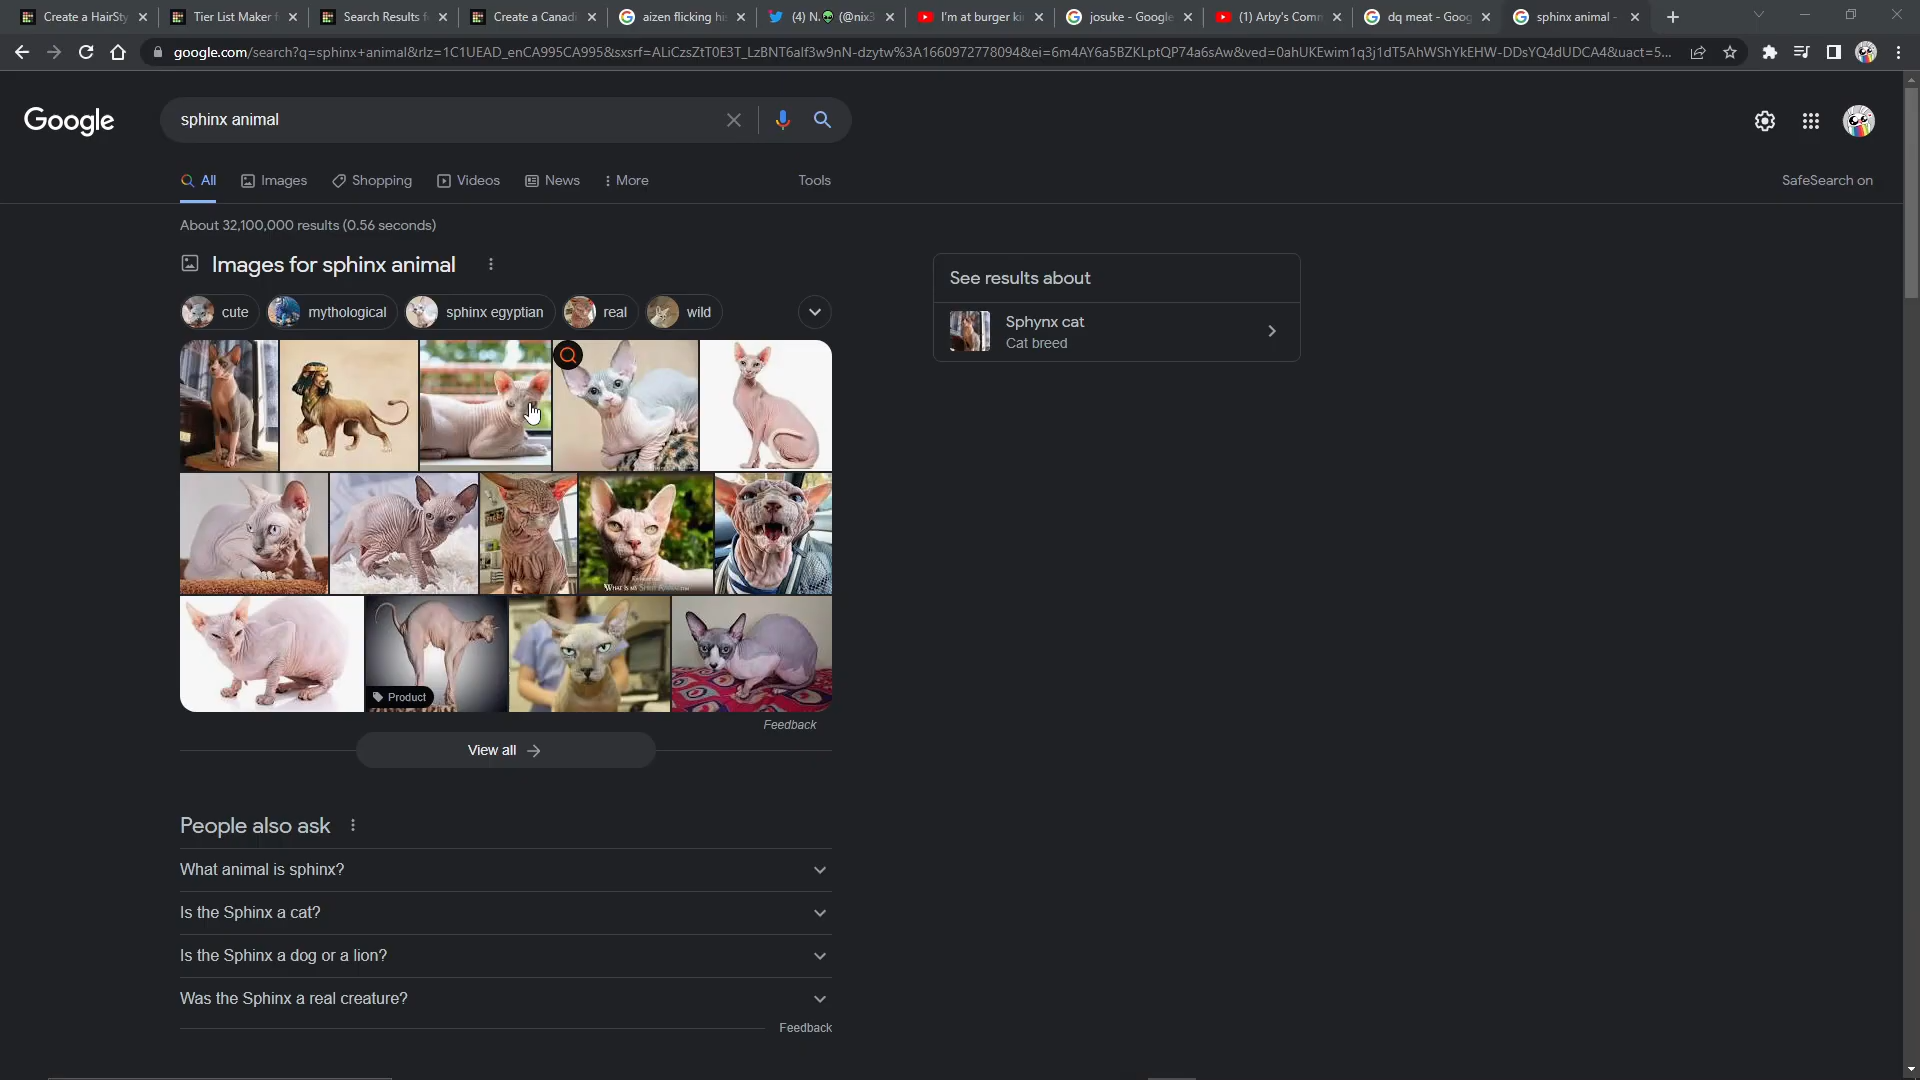 Create a HairSty
Tier List Maker f
Search Results f
Create a Canadi
aizen flicking hi
(4) N. (@nix3
I'm at burger ki
josuke - Google
(1) Arby's Comm
dq meat - Goog
sphinx animal -
google.com/search?q=sphinx+animal&rlz=1C1UEAD_enCA995CA995&sxsrf=ALiCzsZtT0E3T_LzBNT6alf3w9nN-dzytw%3A1660972778094&ei=6m4AY6a5BZKLptQP74a6sAw&ved=0ahUKEwim1q3j1dT5AhWShYkEHW-DDsYQ4dUDCA4&uact=5...
Google
sphinx animal
All
Images
Shopping
Videos
News
More
Tools
SafeSearch on
About 32,100,000 results (0.56 seconds)
Images for sphinx animal
cute
mythological
sphinx egyptian
real
wild
See results about
Sphynx cat
Cat breed
Product
Feedback
View all
People also ask
What animal is sphinx?
Is the Sphinx a cat?
Is the Sphinx a dog or a lion?
Was the Sphinx a real creature?
Feedback